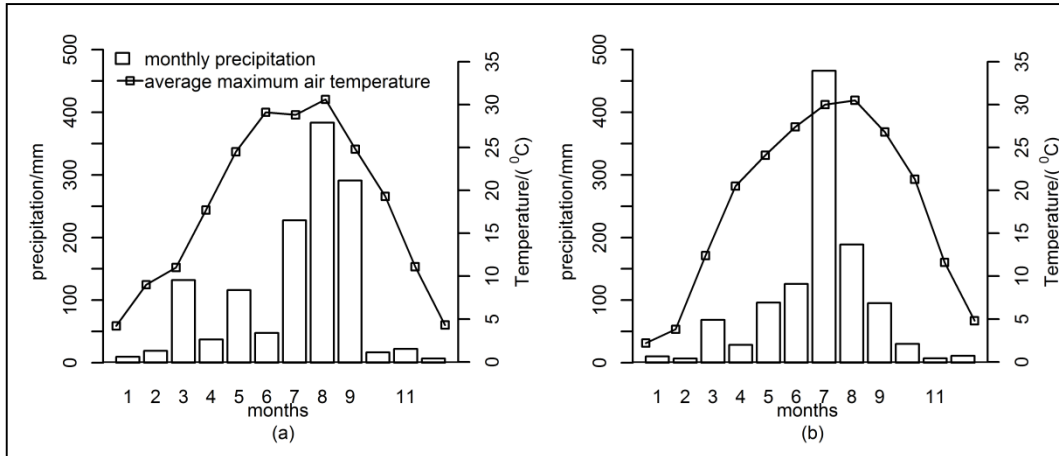 500
400
300
200
100
0
precipitation/mm
monthly precipitation
average maximum air temperature
35
30
25
20
15
10
5
0
Temperature/( ⁰C)
1 2 3 4 5 6 7 8 9 11
months
(a)
500
400
300
200
100
0
precipitation/mm
35
30
25
20
15
10
5
0
Temperature/( ⁰C)
1 2 3 4 5 6 7 8 9 11
months
(b)